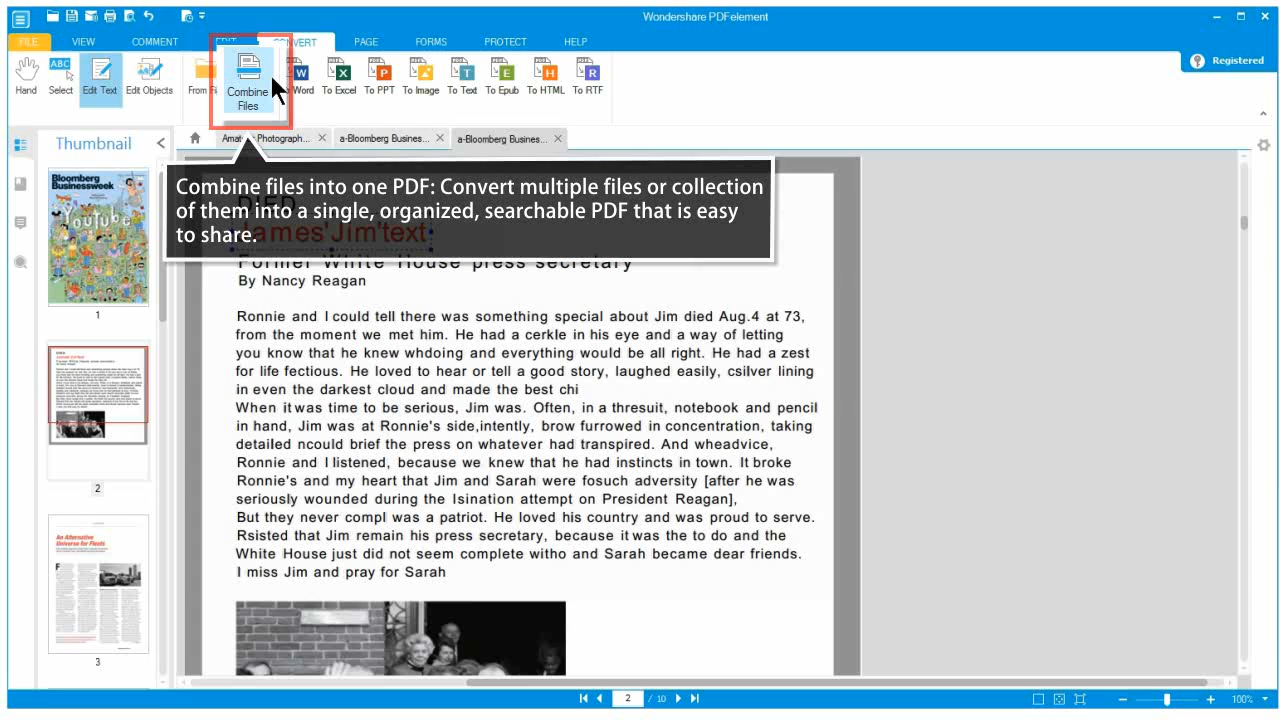 Wondershare PDFelement
FILE VIEW COMMENT EDIT CONVERT PAGE FORMS PROTECT HELP
Registered
ABC
W X P T E H R
Hand Select Edit Text Edit Objects From Combine Files Word To Excel To PPT To Image To Text To Epub To HTML To RTF
Photograph... a-Bloomberg Busines... a-Bloomberg Busines...
Thumbnail
Combine files into one PDF: Convert multiple files or collection
of them into a single, organized, searchable PDF that is easy
to share.
DIED
James'Jim'text
Former White House press secretary
By Nancy Reagan
Ronnie and I could tell there was something special about Jim died Aug.4 at 73,
from the moment we met him. He had a cerkle in his eye and a way of letting
you know that he knew whdoing and everything would be all right. He had a zest
for life fectious. He loved to hear or tell a good story, laughed easily, csilver lining
in even the darkest cloud and made the best chi
When it was time to be serious, Jim was. Often, in a thresuit, notebook and pencil
in hand, Jim was at Ronnie's side,intently, brow furrowed in concentration, taking
detailed ncould brief the press on whatever had transpired. And wheadvice,
Ronnie and I listened, because we knew that he had instincts in town. It broke
Ronnie's and my heart that Jim and Sarah were fosuch adversity [after he was
seriously wounded during the Isination attempt on President Reagan],
But they never compl was a patriot. He loved his country and was proud to serve.
Rsisted that Jim remain his press secretary, because it was the to do and the
White House just did not seem complete witho and Sarah became dear friends.
I miss Jim and pray for Sarah
Bloomberg
Businessweek
YouTube
1
2
An Alternative
Universe for Fiests
3
2 / 10
100%